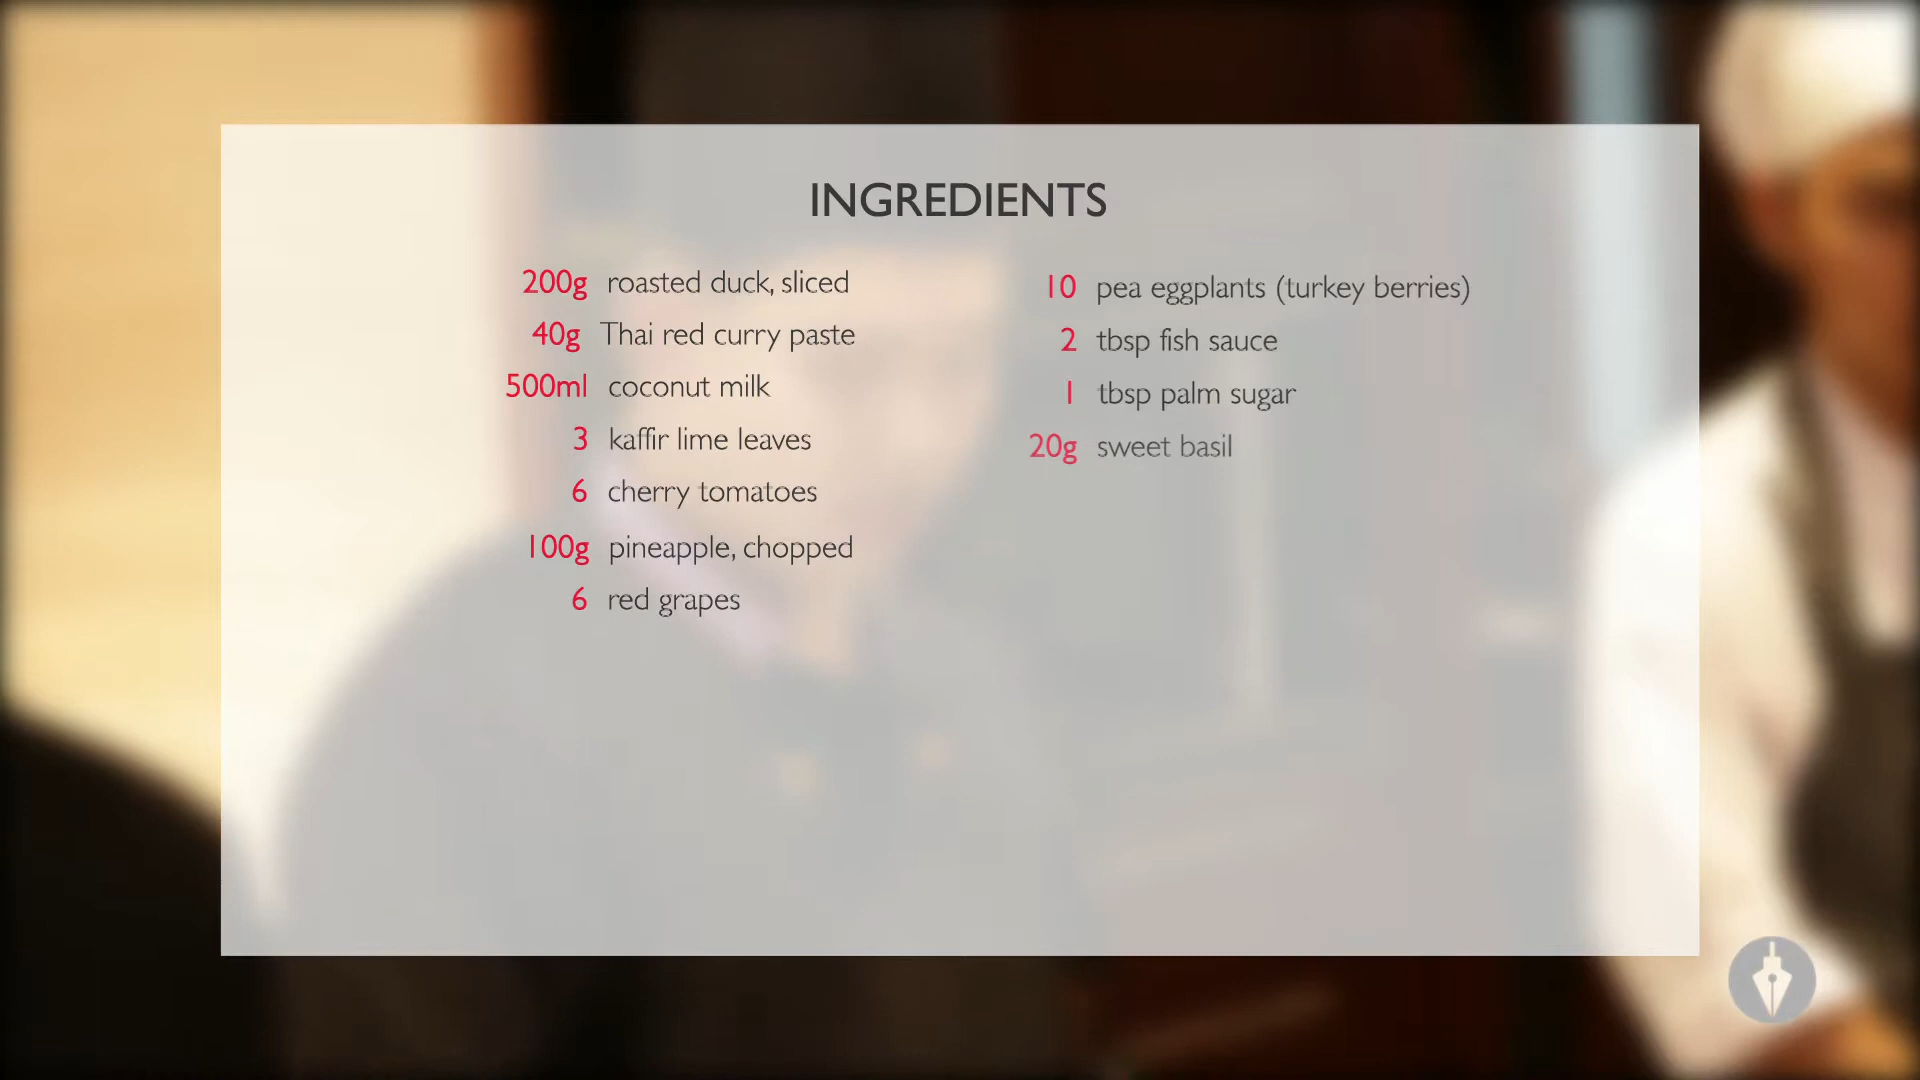 INGREDIENTS
200g roasted duck, sliced
40g Thai red curry paste
500ml coconut milk
3 kaffir lime leaves
6 cherry tomatoes
100g pineapple, chopped
6 red grapes
10 pea eggplants (turkey berries)
2 tbsp fish sauce
1 tbsp palm sugar
20g sweet basil